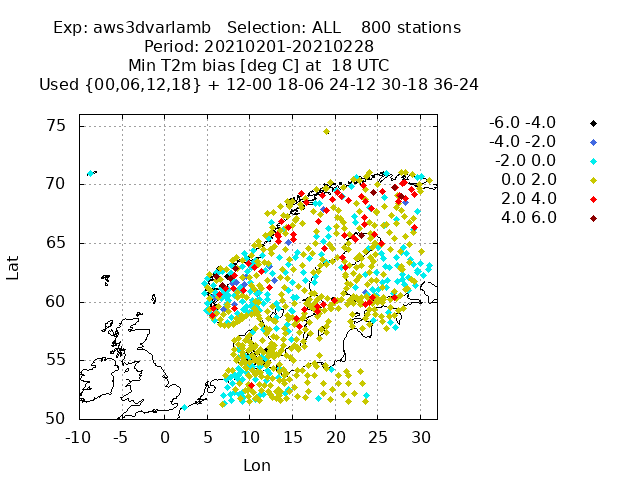 Exp: aws3dvarlamb   Selection: ALL    800 stations
Period: 20210201-20210228
Min T2m bias [deg C] at  18 UTC
Used {00,06,12,18} + 12-00 18-06 24-12 30-18 36-24
-6.0 -4.0
-4.0 -2.0
-2.0 0.0
0.0 2.0
2.0 4.0
4.0 6.0
75
70
65
60
55
50
Lat
-10 -5 0 5 10 15 20 25 30
Lon